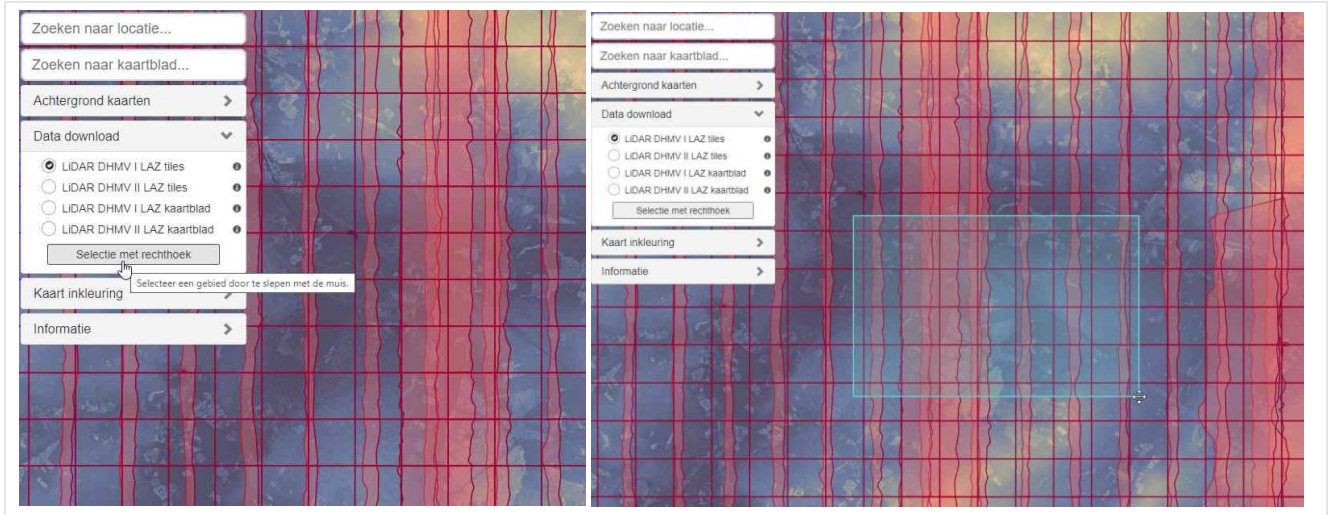 Zoeken naar locatie...
Zoeken naar kaartblad...
Achtergrond kaarten
Data download
LiDAR DHMV I LAZ tiles
LiDAR DHMV II LAZ tiles
LiDAR DHMV I LAZ kaartblad
LiDAR DHMV II LAZ kaartblad
Selectie met rechthoek
Selecteer een gebied door te slepen met de muis.
Kaart inkleuring
Informatie
Zoeken naar locatie...
Zoeken naar kaartblad...
Achtergrond kaarten
Data download
LiDAR DHMV I LAZ tiles
LiDAR DHMV II LAZ tiles
LiDAR DHMV I LAZ kaartblad
LiDAR DHMV II LAZ kaartblad
Selectie met rechthoek
Kaart inkleuring
Informatie